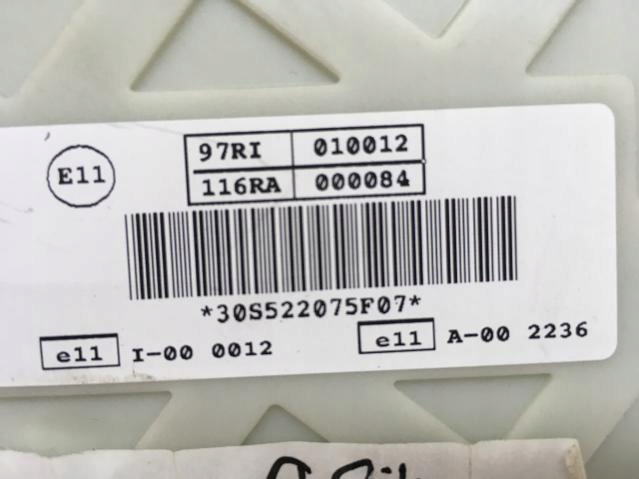 E11
97RI 010012
116RA 000084
*30S522075F07*
e11 I-00 0012
e11 A-00 2236